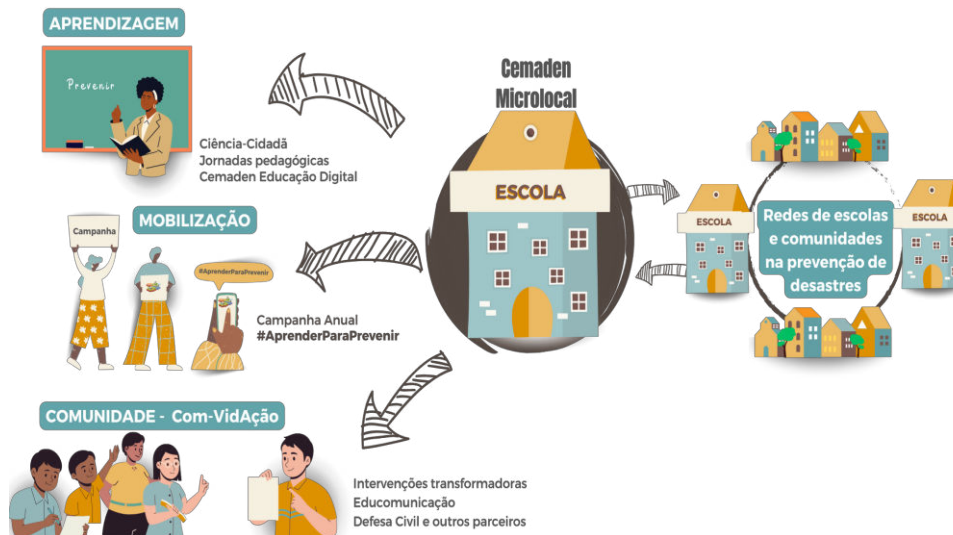 APRENDIZAGEM
Prevenir
Ciência-Cidadã
Jornadas pedagógicas
Cemaden Educação Digital
MOBILIZAÇÃO
Campanha
#AprenderParaPrevenir
Campanha Anual
#AprenderParaPrevenir
COMUNIDADE - Com-VidAção
Intervenções transformadoras
Educomunicação
Defesa Civil e outros parceiros
Cemaden
Microlocal
ESCOLA
ESCOLA
Redes de escolas
e comunidades
na prevenção de
desastres
ESCOLA